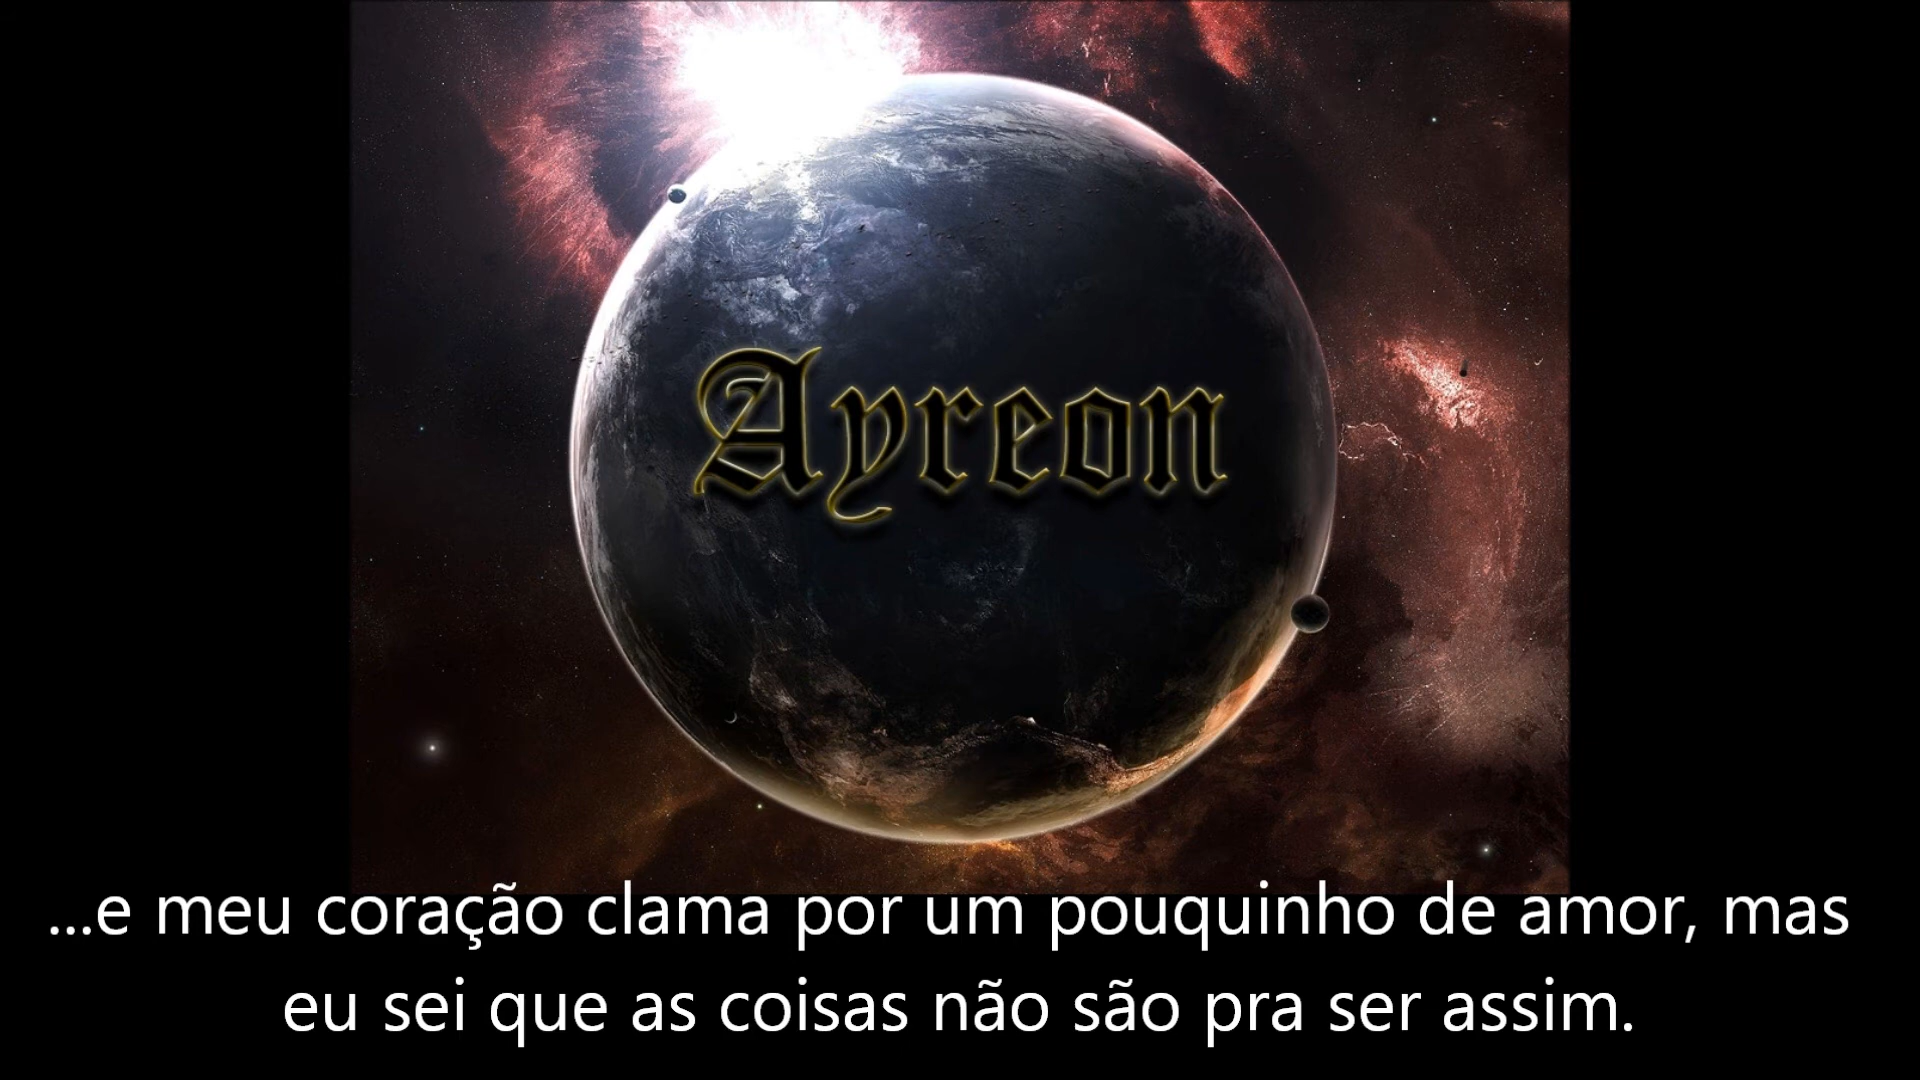 Ayreon
...e meu coração clama por um pouquinho de amor, mas
eu sei que as coisas não são pra ser assim.